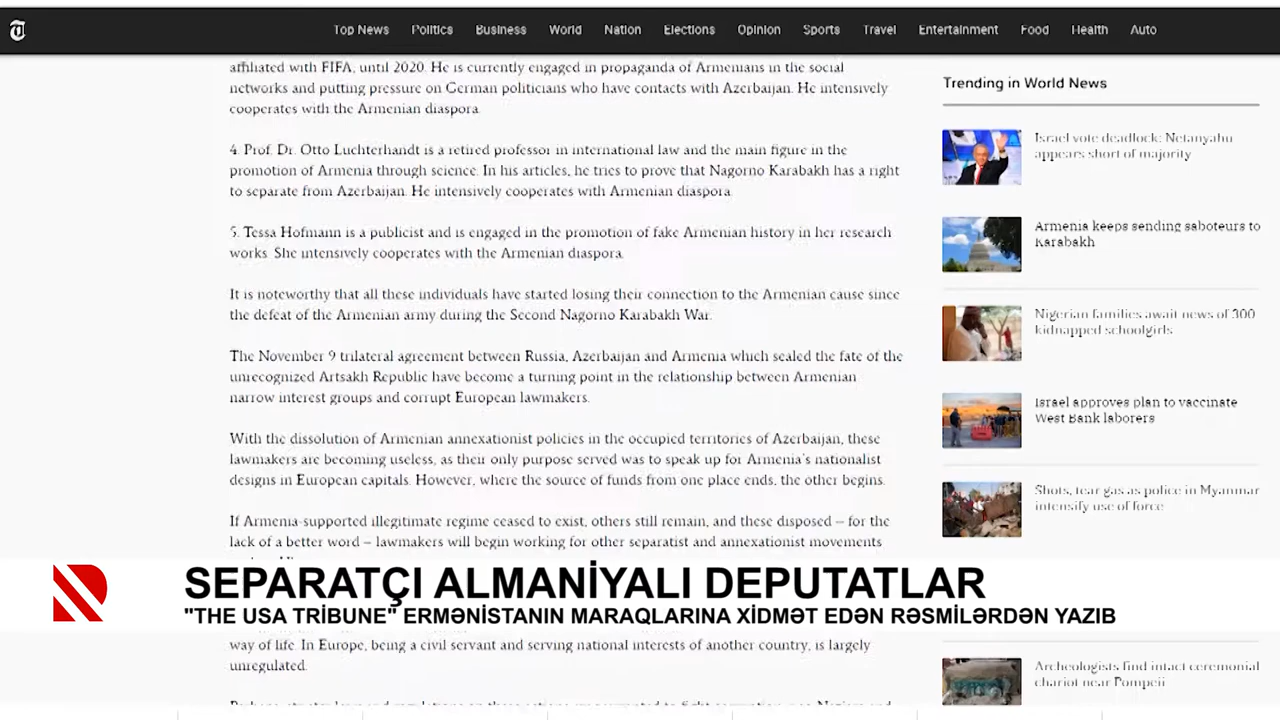 Top News Politics Business World Nation Elections Opinion Sports Travel Entertainment Food Health Auto
affiliated with FIFA, until 2020. He is currently engaged in propaganda of Armenians in the social
networks and putting pressure on German politicians who have contacts with Azerbaijan. He intensively
cooperates with the Armenian diaspora.
4. Prof. Dr. Otto Luchterhandt is a retired professor in international law and the main figure in the
promotion of Armenia through science. In his articles, he tries to prove that Nagorno Karabakh has a right
to separate from Azerbaijan. He intensively cooperates with Armenian diaspora.
5. Tessa Hofmann is a publicist and is engaged in the promotion of fake Armenian history in her research
works. She intensively cooperates with the Armenian diaspora.
It is noteworthy that all these individuals have started losing their connection to the Armenian cause since
the defeat of the Armenian army during the Second Nagorno Karabakh War.
The November 9 trilateral agreement between Russia, Azerbaijan and Armenia which sealed the fate of the
unrecognized Artsakh Republic have become a turning point in the relationship between Armenian
narrow interest groups and corrupt European lawmakers.
With the dissolution of Armenian annexationist policies in the occupied territories of Azerbaijan, these
lawmakers are becoming useless, as their only purpose served was to speak up for Armenia's nationalist
designs in European capitals. However, where the source of funds from one place ends, the other begins.
If Armenia-supported illegitimate regime ceased to exist, others still remain, and these disposed – for the
lack of a better word – lawmakers will begin working for other separatist and annexationist movements
way of life. In Europe, being a civil servant and serving national interests of another country, is largely
unregulated.
Trending in World News
Israel vote deadlock: Netanyahu
appears short of majority
Armenia keeps sending saboteurs to
Karabakh
Nigerian families await news of 300
kidnapped schoolgirls
Israel approves plan to vaccinate
West Bank laborers
Shots, tear gas as police in Myanmar
intensify use of force
Archeologists find intact ceremonial
chariot near Pompeii
SEPARATÇI ALMANİYALI DEPUTATLAR
"THE USA TRİBUNE" ERMƏNİSTANIN MARAQLARINA XİDMƏT EDƏN RƏSMİLƏRDƏN YAZIB